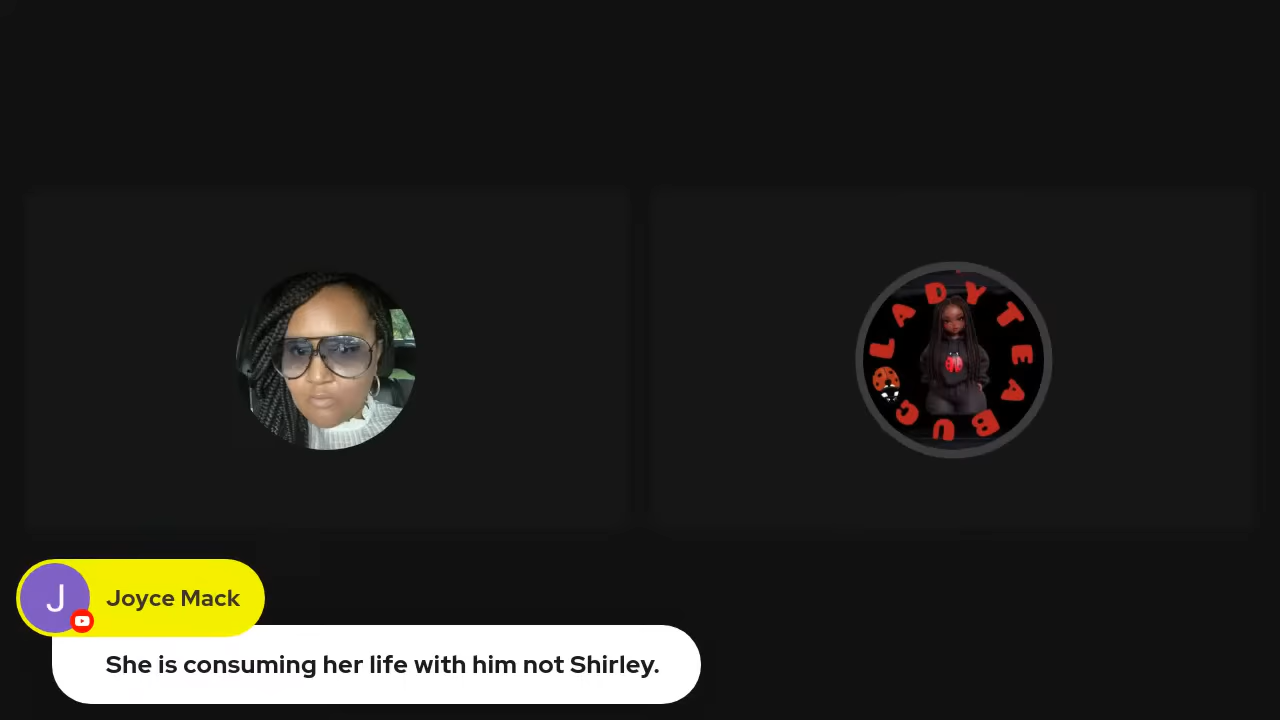 LADYTEABUG
J
Joyce Mack
She is consuming her life with him not Shirley.